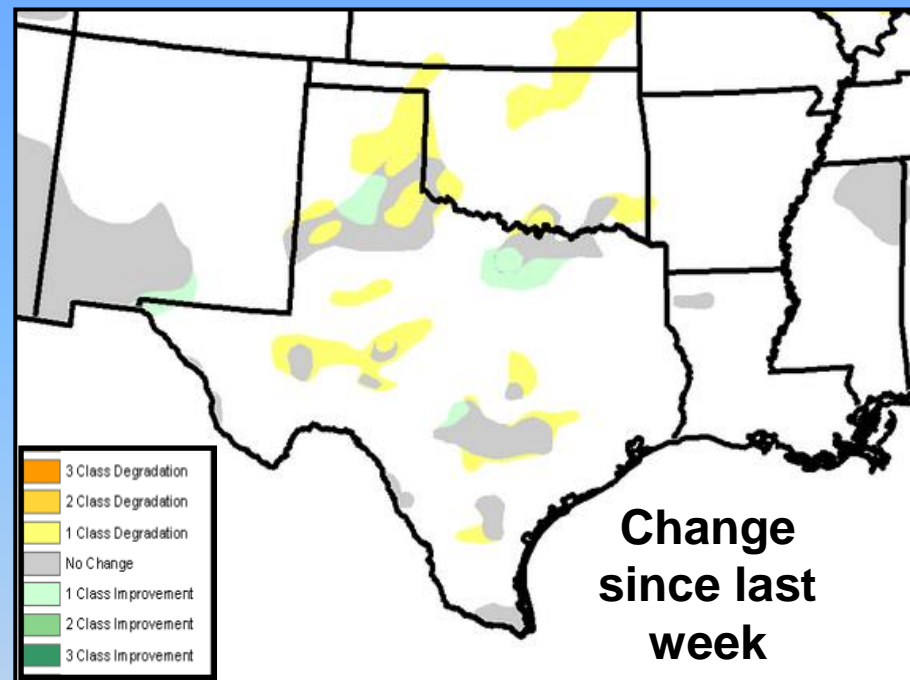 3 Class Degradation
2 Class Degradation
1 Class Degradation
No Change
1 Class Improvement
2 Class Improvement
3 Class Improvement
Change
since last
week